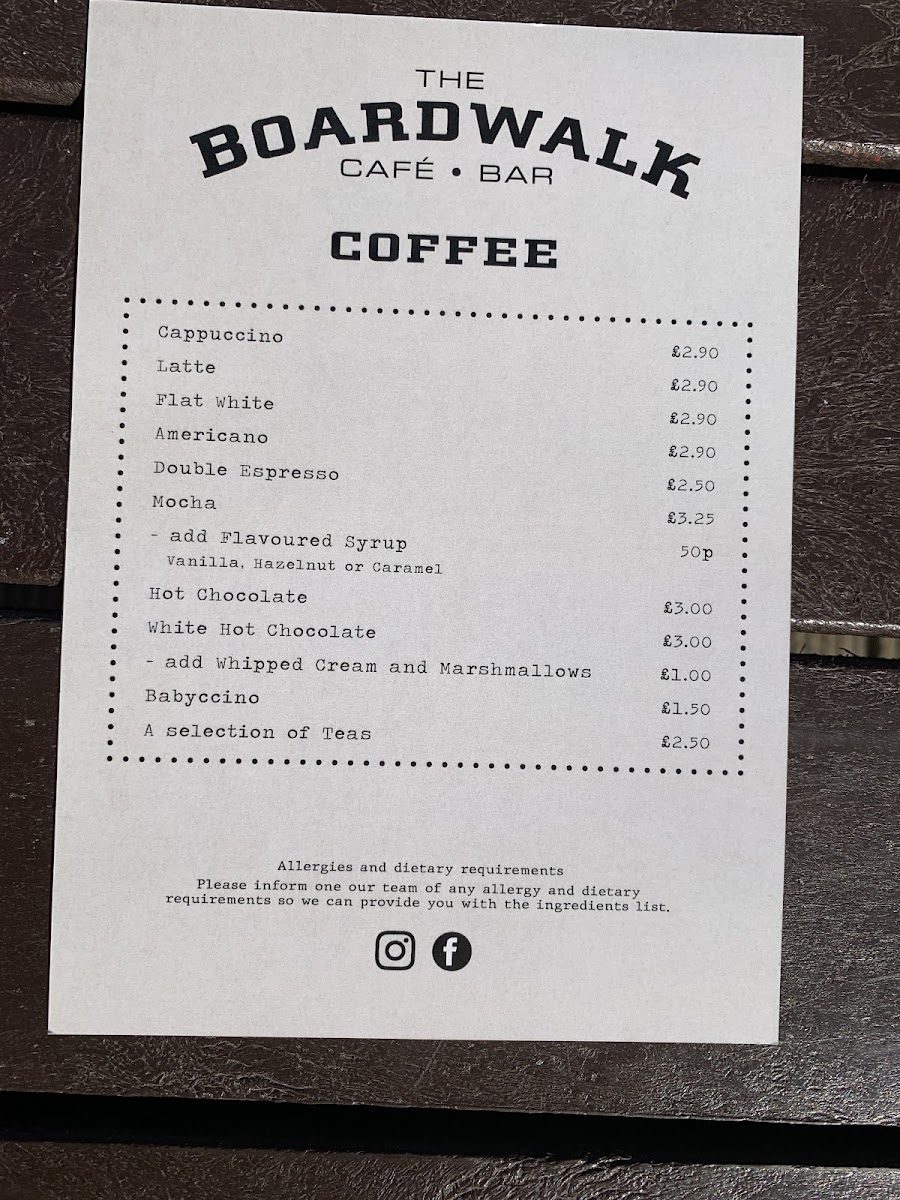 THE
BOARDWALK
CAFÉ • BAR
COFFEE
Cappuccino £2.90
Latte £2.90
Flat White £2.90
Americano £2.90
Double Espresso £2.50
Mocha £3.25
- add Flavoured Syrup 50p
Vanilla, Hazelnut or Caramel
Hot Chocolate £3.00
White Hot Chocolate £3.00
- add Whipped Cream and Marshmallows £1.00
Babyccino £1.50
A selection of Teas £2.50
Allergies and dietary requirements
Please inform one our team of any allergy and dietary
requirements so we can provide you with the ingredients list.